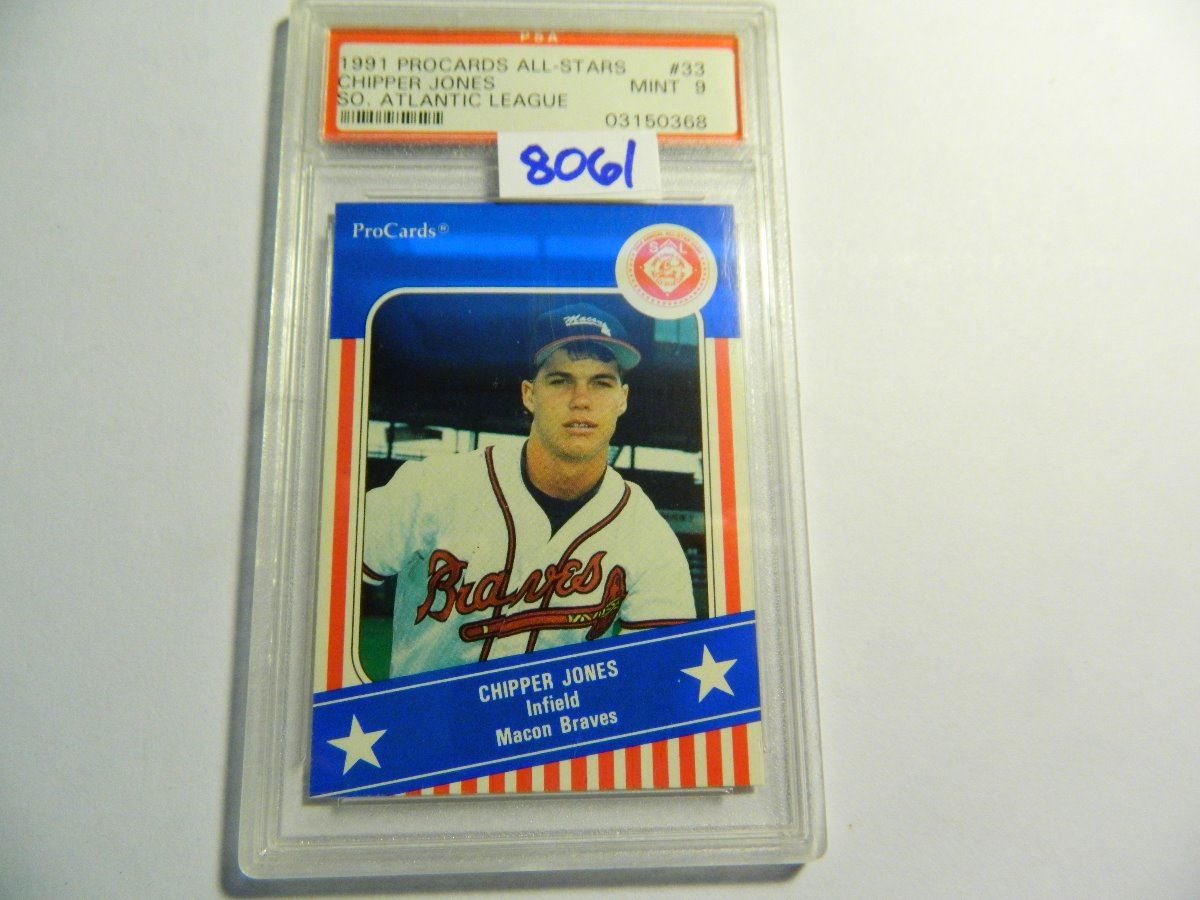 PSA
1991 PROCARDS ALL-STARS #33
CHIPPER JONES MINT 9
SO. ATLANTIC LEAGUE
03150368
8061
ProCards®
S L
Macon
Braves
CHIPPER JONES
Infield
Macon Braves